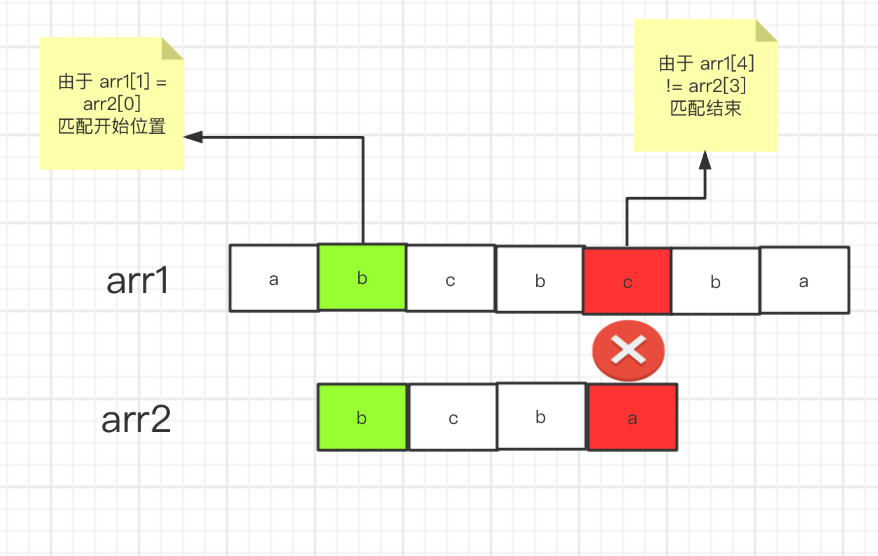 由于 arr1[1] =
arr2[0]
匹配开始位置
由于 arr1[4]
!= arr2[3]
匹配结束
arr1 a b c b c b a
arr2 b c b a